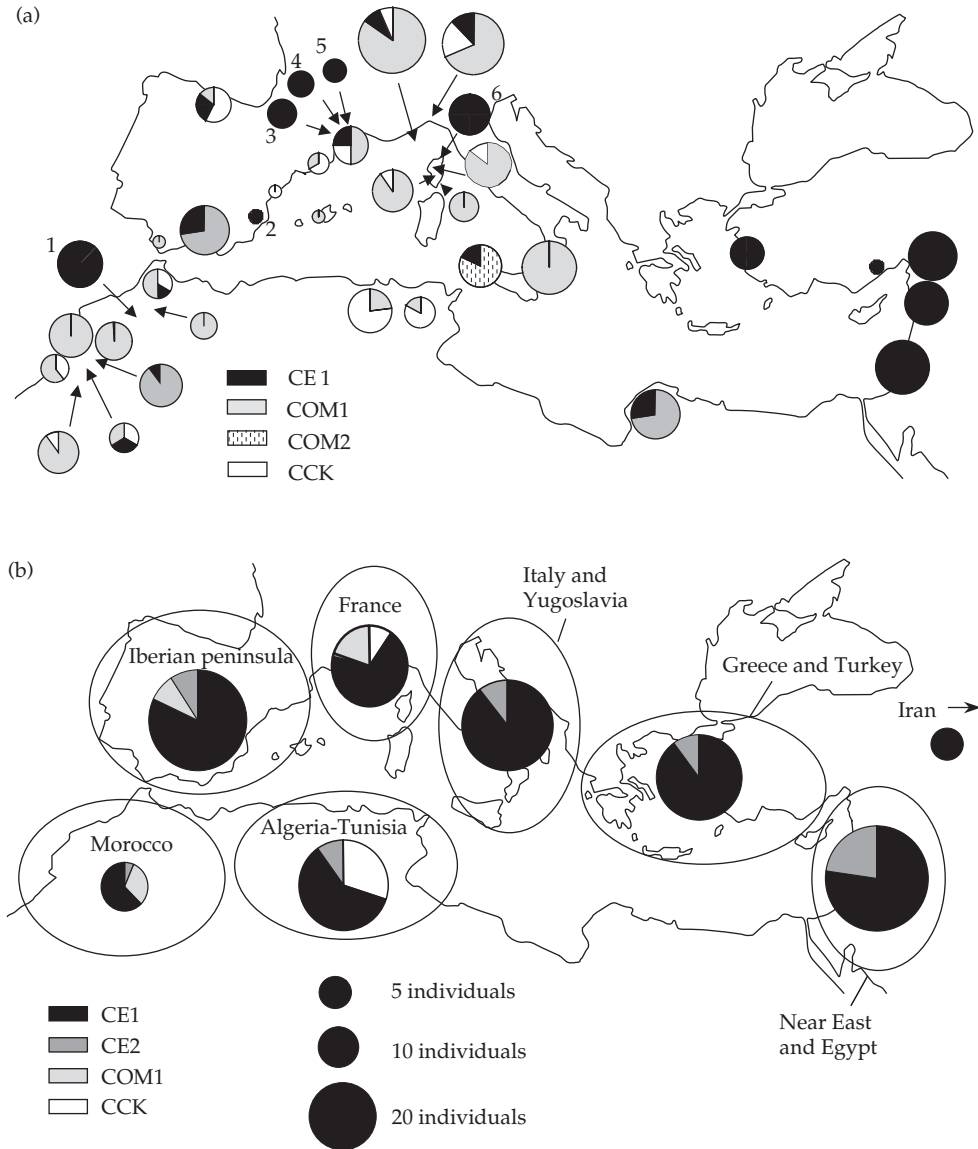 (a)
5
4
3
6
2
1
CE 1
COM1
COM2
CCK
(b)
Italy and
Yugoslavia
France
Iberian peninsula
Greece and Turkey
Iran
Algeria-Tunisia
Morocco
CE1
CE2
COM1
CCK
5 individuals
10 individuals
20 individuals
Near East
and Egypt